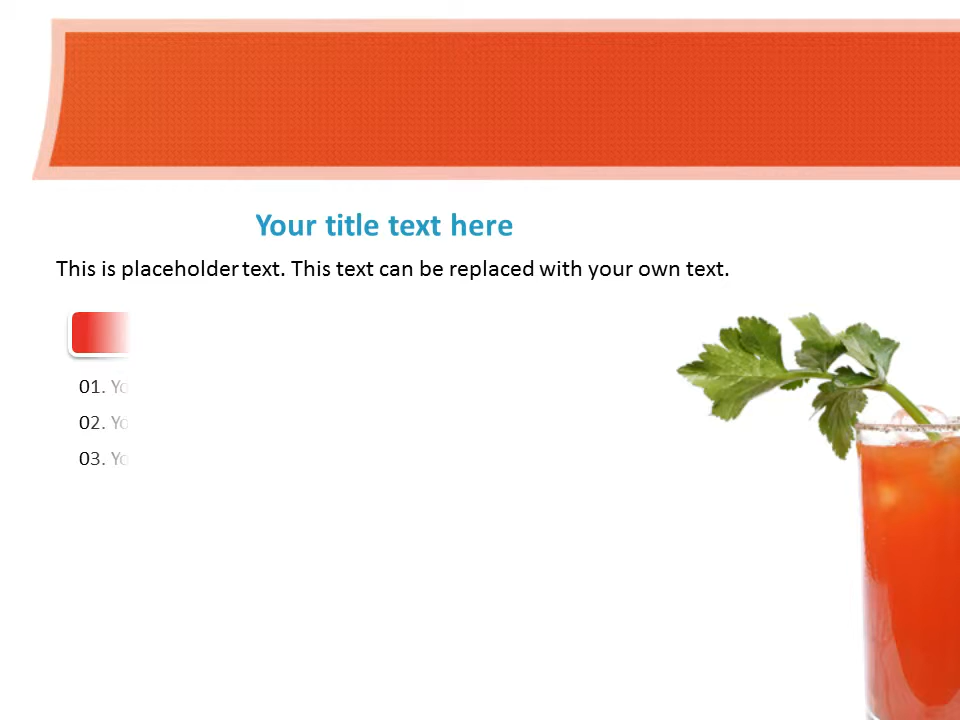 Your title text here
This is placeholder text. This text can be replaced with your own text.
01. Yo
02. Yo
03. Yo